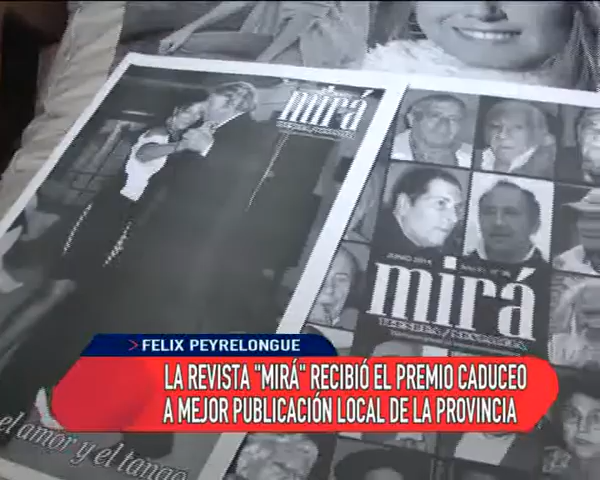 mirá
mirá
JUNIO 2014
NECOCHEA
> FELIX PEYRELONGUE
LA REVISTA "MIRÁ" RECIBIÓ EL PREMIO CADUCEO
A MEJOR PUBLICACIÓN LOCAL DE LA PROVINCIA
el amor y el tango